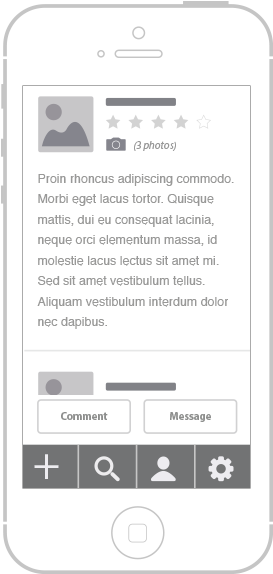 (3 photos)
Proin rhoncus adipiscing commodo.
Morbi eget lacus tortor. Quisque
mattis, dui eu consequat lacinia,
neque orci elementum massa, id
molestie lacus lectus sit amet mi.
Sed sit amet vestibulum tellus.
Aliquam vestibulum interdum dolor
nec dapibus.
Comment Message